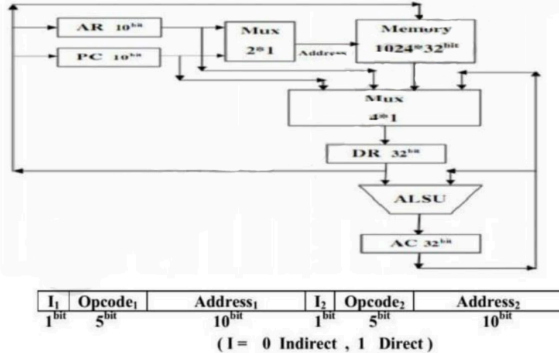 AR 10bit
PC 10bit
Mux
2*1
Address
Memory
1024*32bit
Mux
4*1
DR 32bit
ALSU
AC 32bit
I1 Opcode1 Address1 I2 Opcode2 Address2
1bit 5bit 10bit 1bit 5bit 10bit
( I = 0 Indirect , 1 Direct )